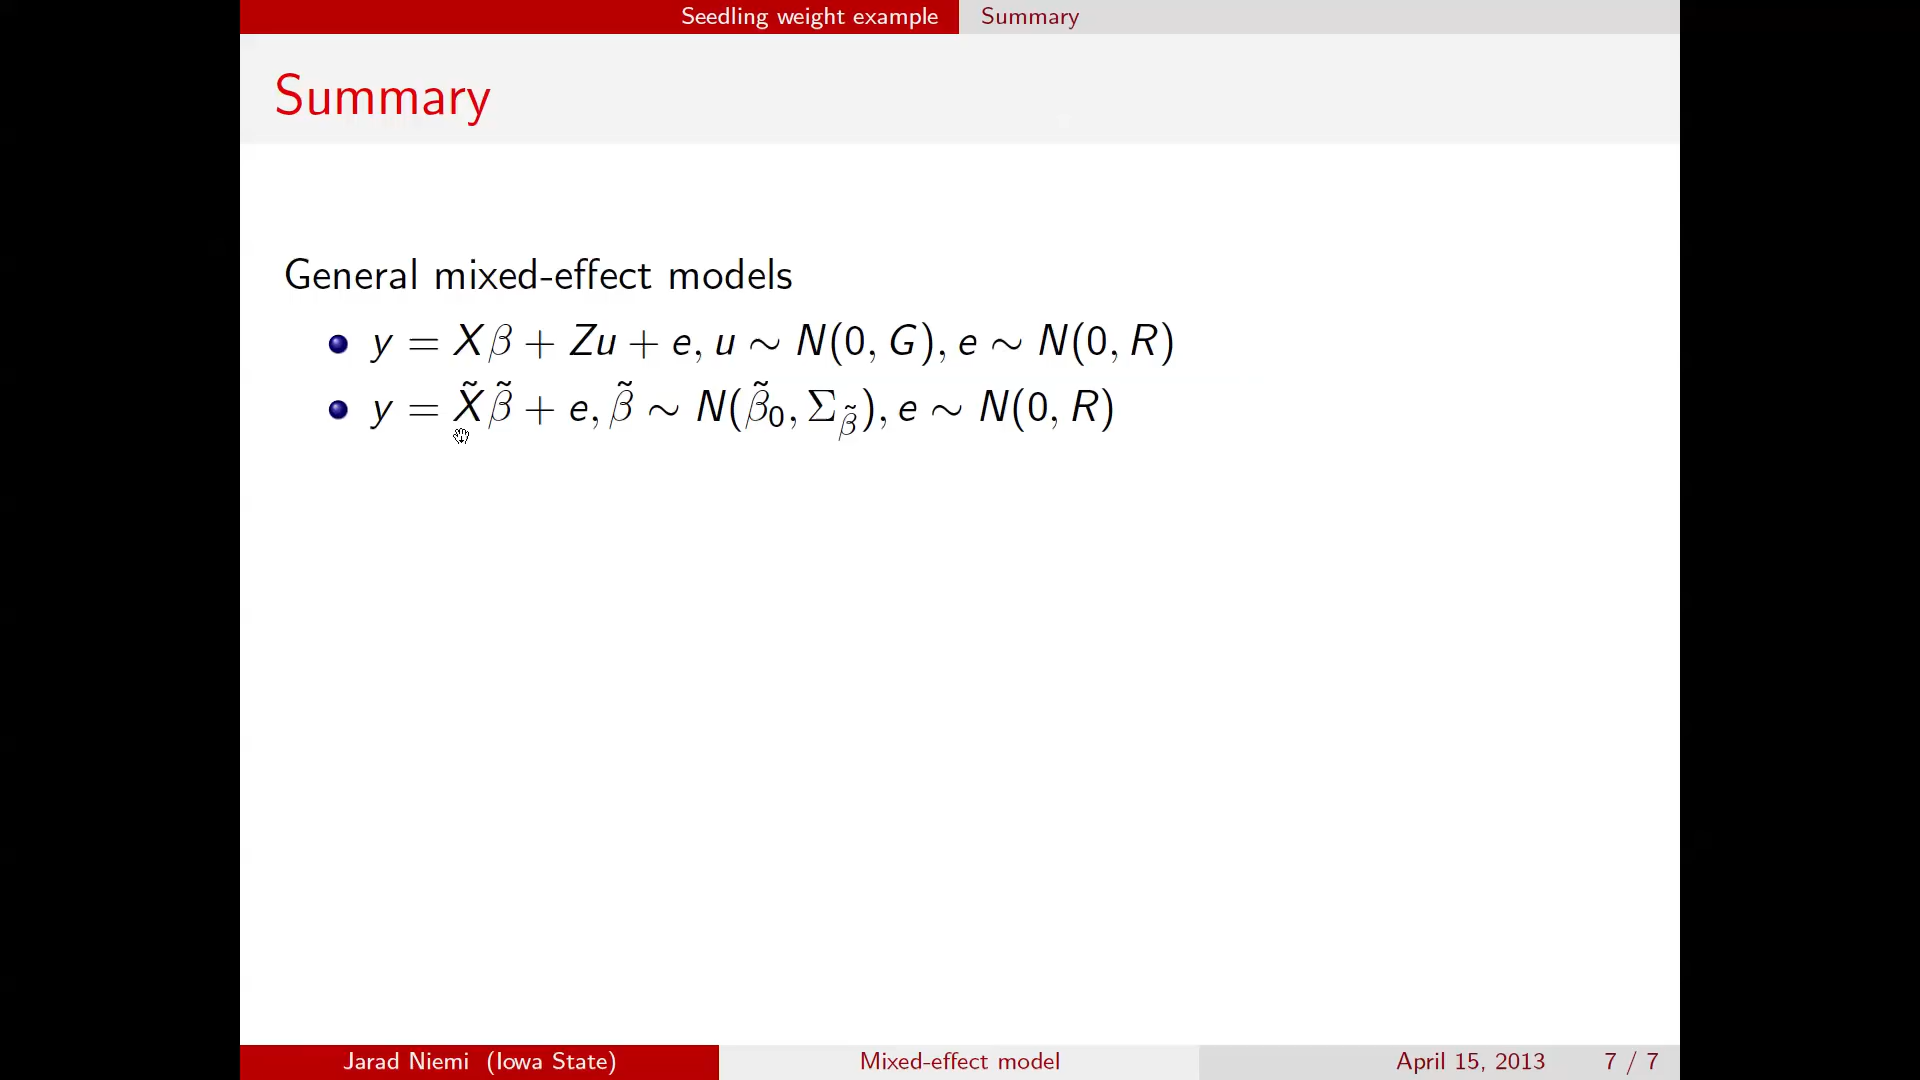 Seedling weight example Summary
Summary
General mixed-effect models
y = Xβ + Zu + e, u ∼ N(0, G), e ∼ N(0, R)
y = X̃β̃ + e, β̃ ∼ N(β̃₀, Σ_β̃), e ∼ N(0, R)
Jarad Niemi (Iowa State) Mixed-effect model April 15, 2013 7 / 7